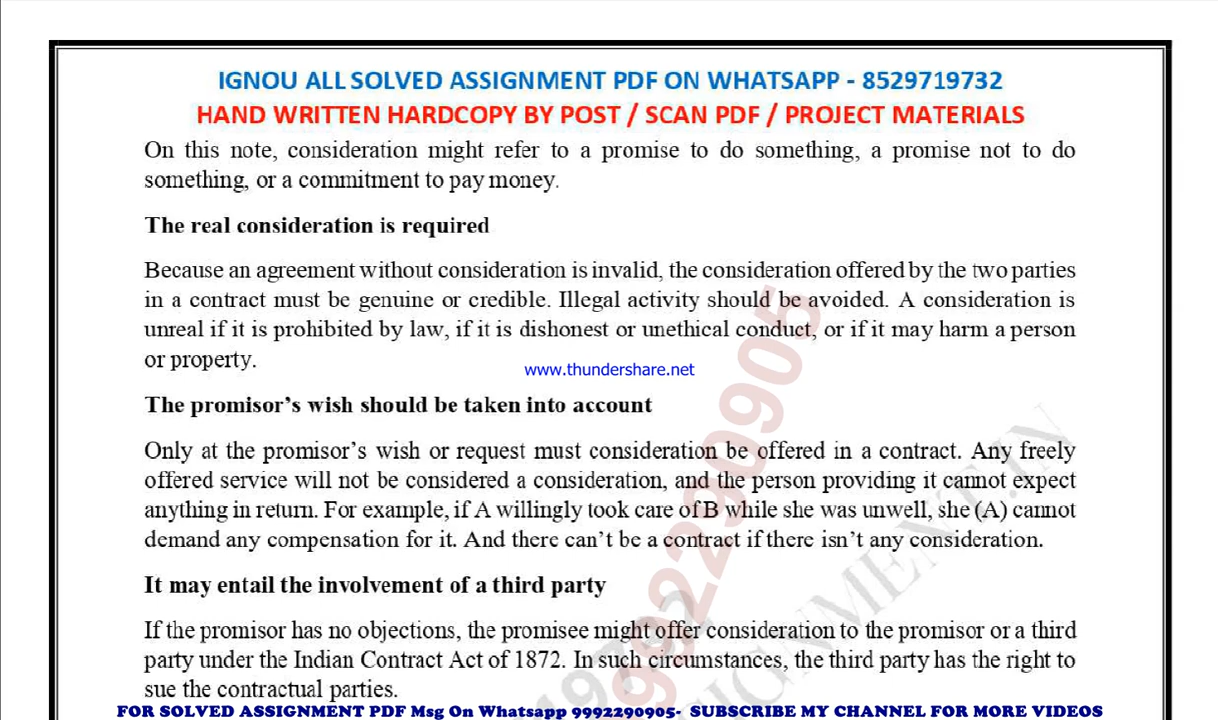 IGNOU ALL SOLVED ASSIGNMENT PDF ON WHATSAPP - 8529719732
HAND WRITTEN HARDCOPY BY POST / SCAN PDF / PROJECT MATERIALS
On this note, consideration might refer to a promise to do something, a promise not to do
something, or a commitment to pay money.
The real consideration is required
Because an agreement without consideration is invalid, the consideration offered by the two parties
in a contract must be genuine or credible. Illegal activity should be avoided. A consideration is
unreal if it is prohibited by law, if it is dishonest or unethical conduct, or if it may harm a person
or property.
www.thundershare.net
The promisor's wish should be taken into account
Only at the promisor's wish or request must consideration be offered in a contract. Any freely
offered service will not be considered a consideration, and the person providing it cannot expect
anything in return. For example, if A willingly took care of B while she was unwell, she (A) cannot
demand any compensation for it. And there can't be a contract if there isn't any consideration.
It may entail the involvement of a third party
If the promisor has no objections, the promisee might offer consideration to the promisor or a third
party under the Indian Contract Act of 1872. In such circumstances, the third party has the right to
sue the contractual parties.
9992290905
FOR SOLVED ASSIGNMENT PDF Msg On Whatsapp 9992290905- SUBSCRIBE MY CHANNEL FOR MORE VIDEOS